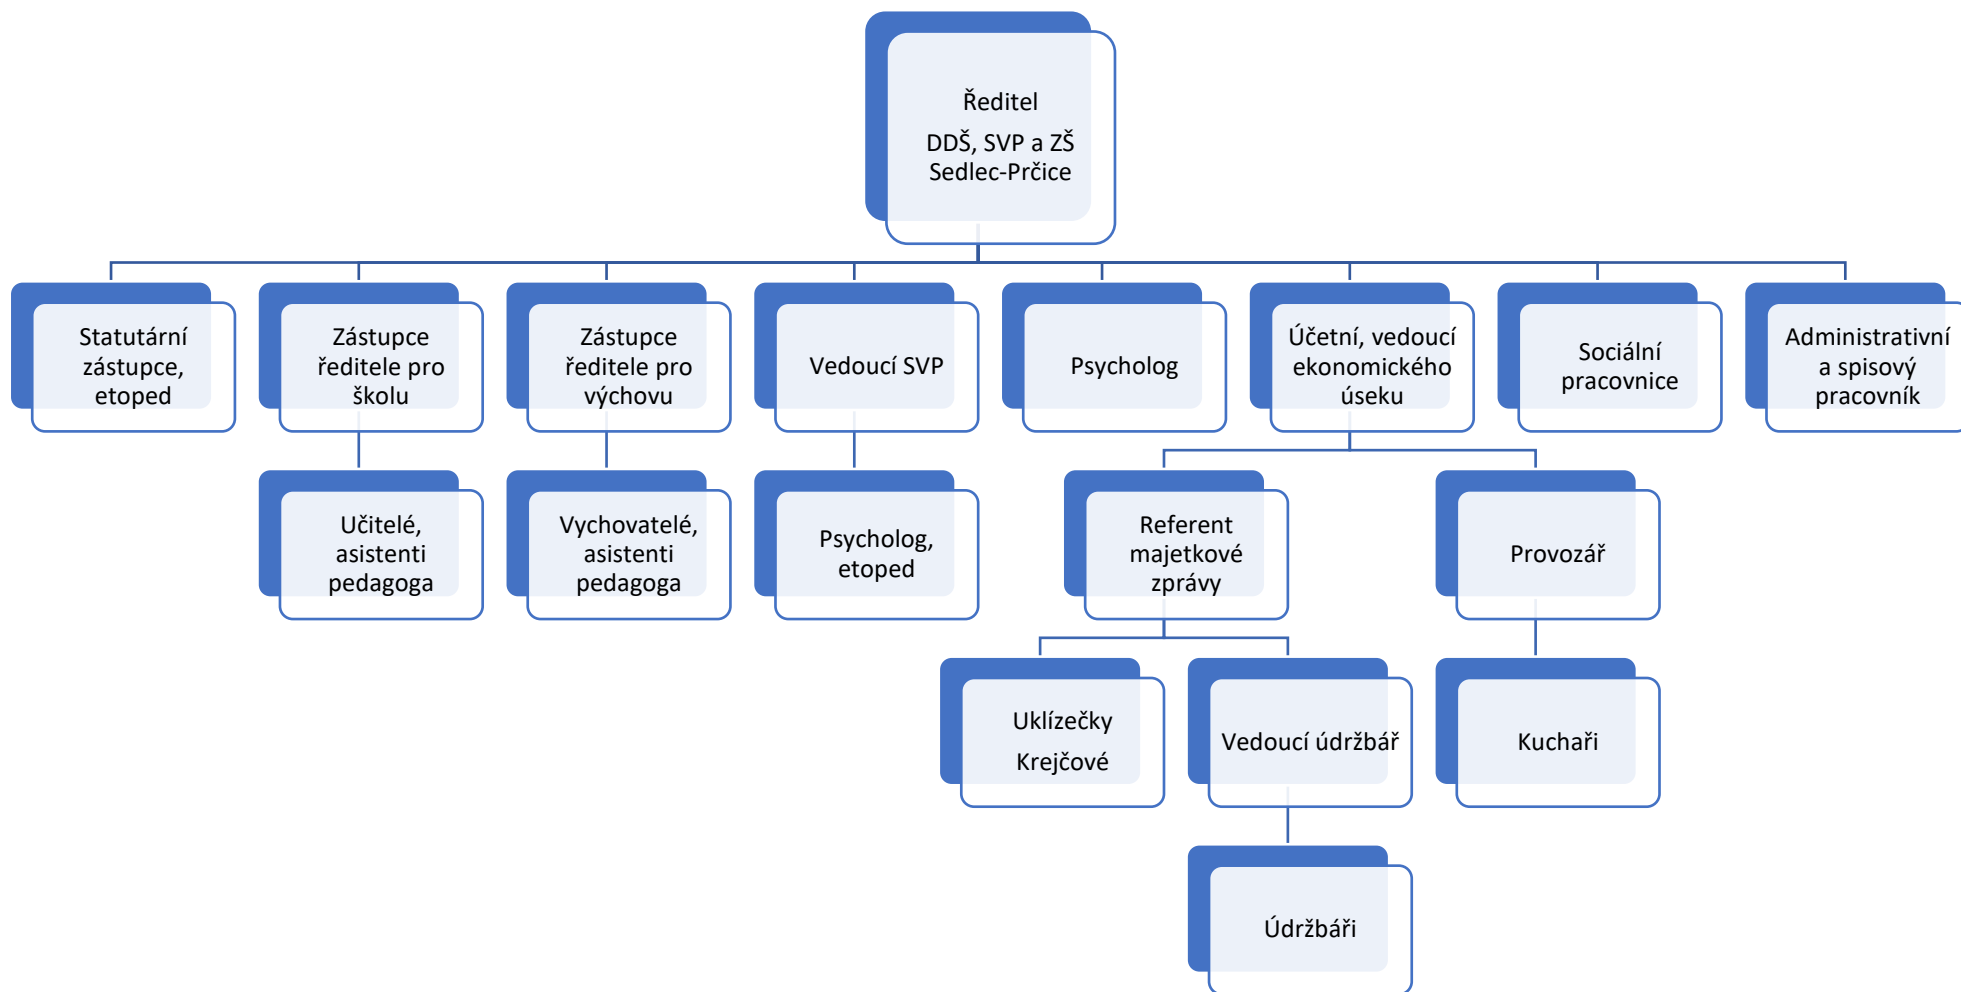 Ředitel
DDŠ, SVP a ZŠ
Sedlec-Prčice
Statutární
zástupce,
etoped
Zástupce
ředitele pro
školu
Zástupce
ředitele pro
výchovu
Vedoucí SVP
Psycholog
Účetní, vedoucí
ekonomického
úseku
Sociální
pracovnice
Administrativní
a spisový
pracovník
Učitelé,
asistenti
pedagoga
Vychovatelé,
asistenti
pedagoga
Psycholog,
etoped
Referent
majetkové
zprávy
Provozář
Uklízečky
Krejčové
Vedoucí údržbář
Kuchaři
Údržbáři